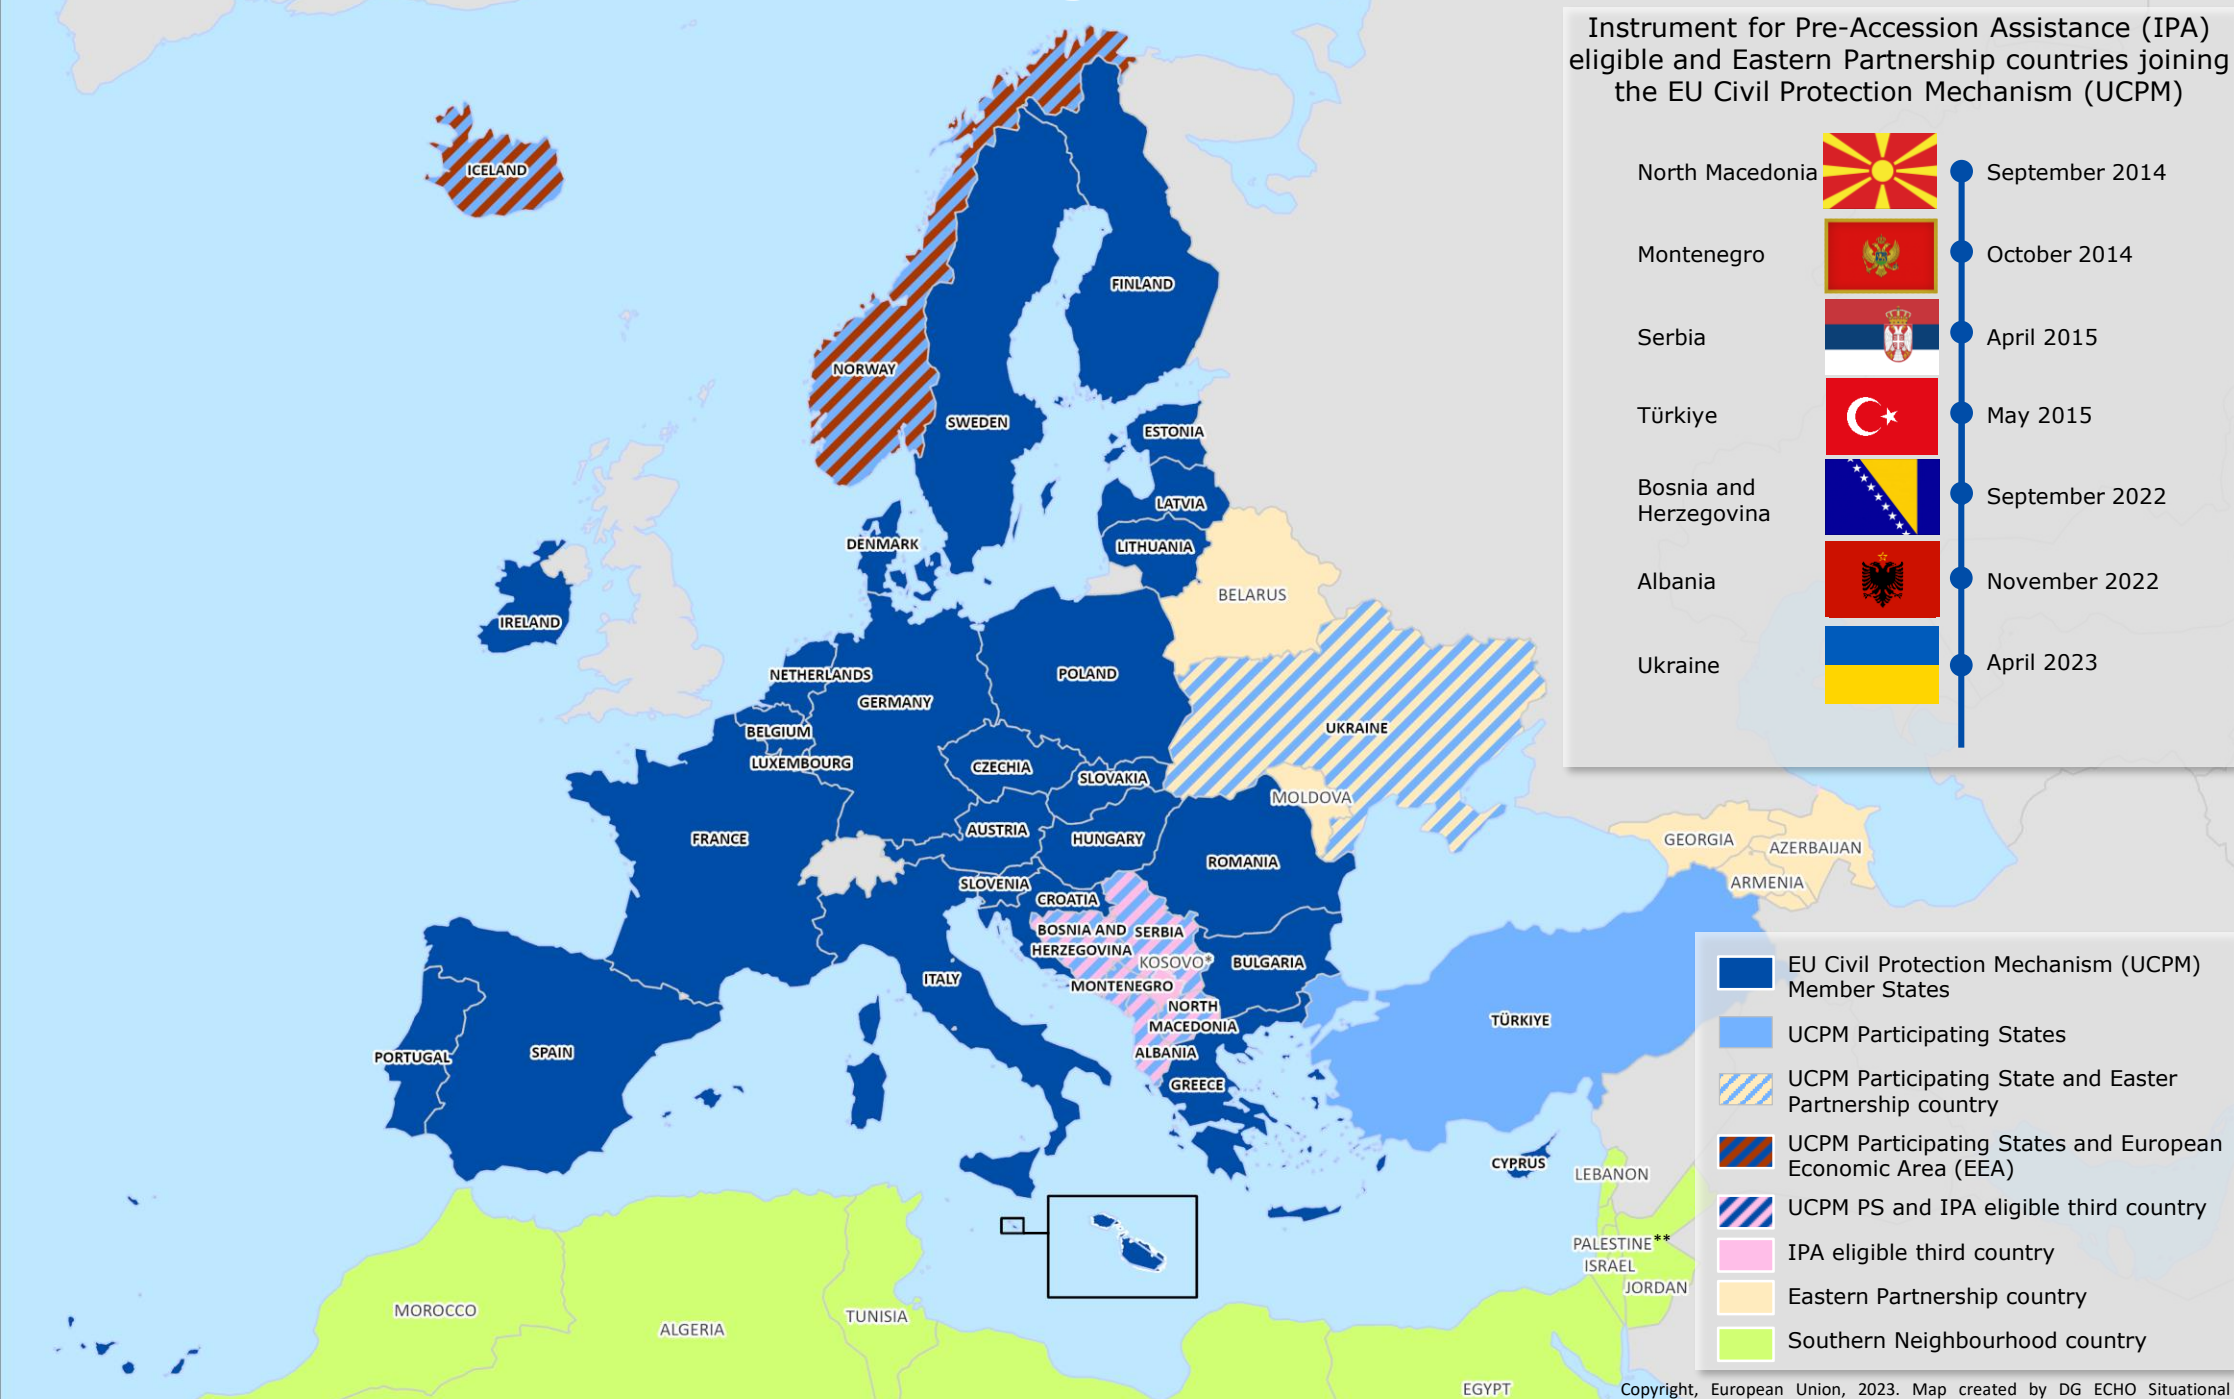 Instrument for Pre-Accession Assistance (IPA)
eligible and Eastern Partnership countries joining
the EU Civil Protection Mechanism (UCPM)
North Macedonia
September 2014
Montenegro
October 2014
Serbia
April 2015
Türkiye
May 2015
Bosnia and
Herzegovina
September 2022
Albania
November 2022
Ukraine
April 2023
ICELAND
FINLAND
NORWAY
SWEDEN
ESTONIA
LATVIA
DENMARK
LITHUANIA
BELARUS
IRELAND
NETHERLANDS
POLAND
GERMANY
UKRAINE
BELGIUM
LUXEMBOURG
CZECHIA
SLOVAKIA
MOLDOVA
FRANCE
AUSTRIA
HUNGARY
GEORGIA
AZERBAIJAN
ROMANIA
ARMENIA
SLOVENIA
CROATIA
BOSNIA AND
HERZEGOVINA
SERBIA
KOSOVO*
BULGARIA
ITALY
MONTENEGRO
NORTH
MACEDONIA
TÜRKIYE
PORTUGAL
SPAIN
ALBANIA
GREECE
CYPRUS
LEBANON
PALESTINE**
ISRAEL
JORDAN
MOROCCO
ALGERIA
TUNISIA
EGYPT
EU Civil Protection Mechanism (UCPM)
Member States
UCPM Participating States
UCPM Participating State and Easter
Partnership country
UCPM Participating States and European
Economic Area (EEA)
UCPM PS and IPA eligible third country
IPA eligible third country
Eastern Partnership country
Southern Neighbourhood country
Copyright, European Union, 2023. Map created by DG ECHO Situational